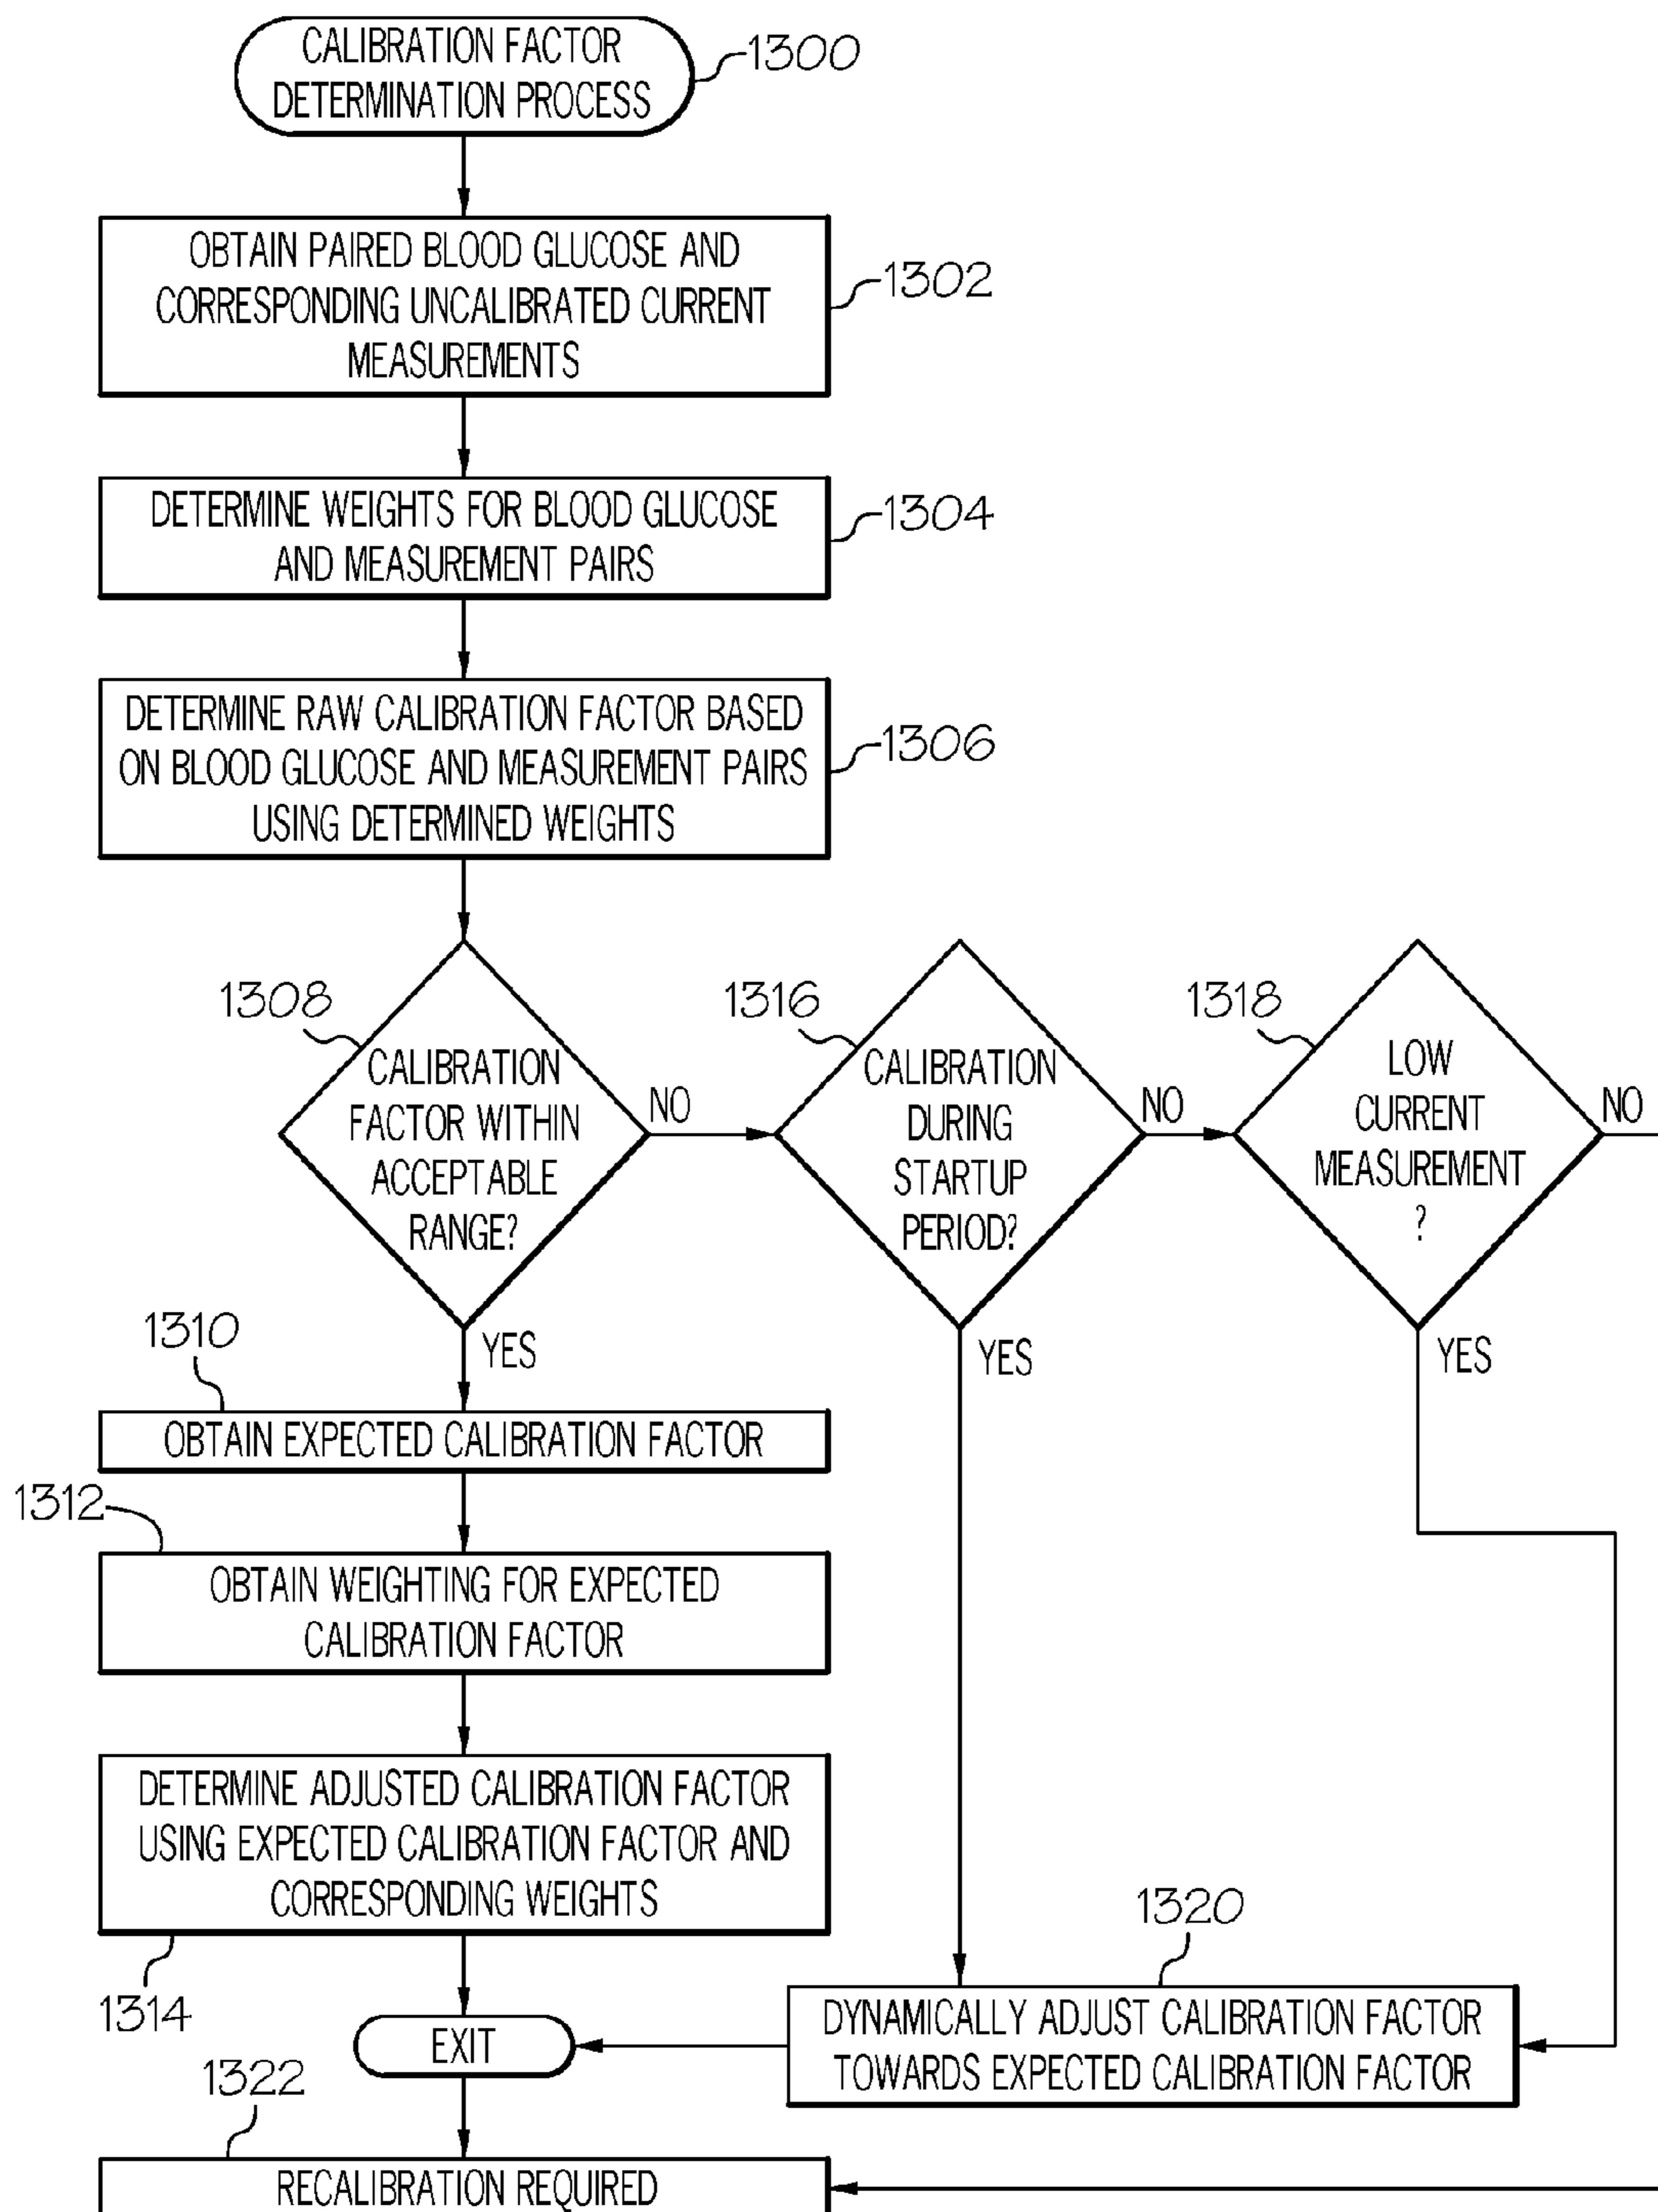 CALIBRATION FACTOR
DETERMINATION PROCESS
1300
OBTAIN PAIRED BLOOD GLUCOSE AND
CORRESPONDING UNCALIBRATED CURRENT
MEASUREMENTS
1302
DETERMINE WEIGHTS FOR BLOOD GLUCOSE
AND MEASUREMENT PAIRS
1304
DETERMINE RAW CALIBRATION FACTOR BASED
ON BLOOD GLUCOSE AND MEASUREMENT PAIRS
USING DETERMINED WEIGHTS
1306
1308
CALIBRATION
FACTOR WITHIN
ACCEPTABLE
RANGE?
NO
YES
1316
CALIBRATION
DURING
STARTUP
PERIOD?
NO
YES
1318
LOW
CURRENT
MEASUREMENT
?
NO
YES
1310
OBTAIN EXPECTED CALIBRATION FACTOR
1312
OBTAIN WEIGHTING FOR EXPECTED
CALIBRATION FACTOR
DETERMINE ADJUSTED CALIBRATION FACTOR
USING EXPECTED CALIBRATION FACTOR AND
CORRESPONDING WEIGHTS
1314
1320
DYNAMICALLY ADJUST CALIBRATION FACTOR
TOWARDS EXPECTED CALIBRATION FACTOR
EXIT
1322
RECALIBRATION REQUIRED